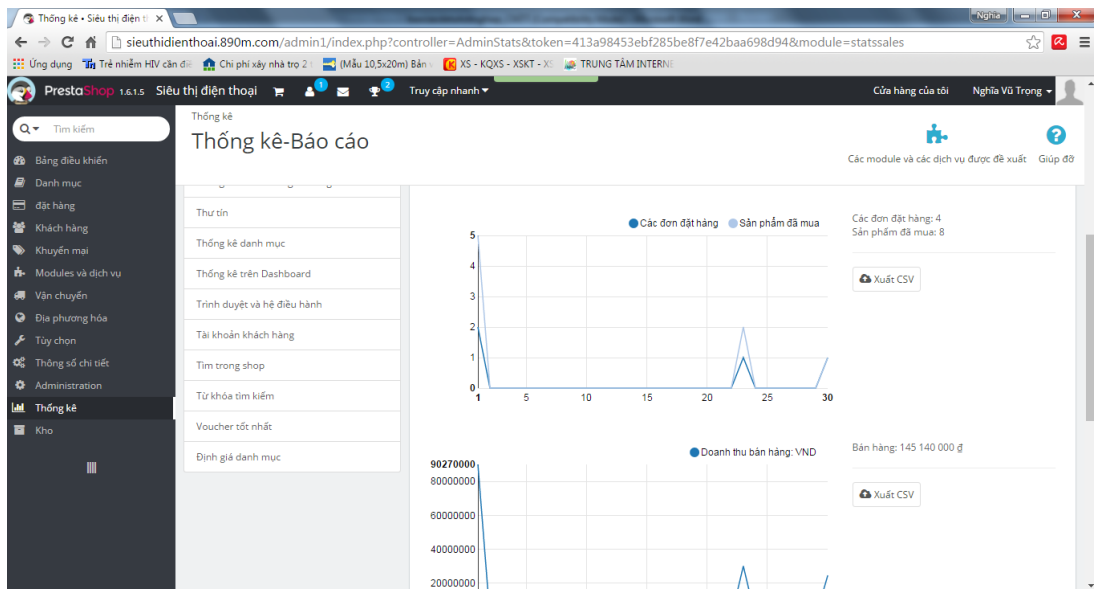 Thống kê • Siêu thị điện t
Nghia
sieuthidienthoai.890m.com/admin1/index.php?controller=AdminStats&token=413a98453ebf285be8f7e42baa698d94&module=statssales
Ứng dụng Trẻ nhiễm HIV căn Chi phí xây nhà trọ 2 (Mẫu 10,5x20m) Bản XS - KQXS - XSKT - XS TRUNG TÂM INTERNE
PrestaShop 1.6.1.5 Siêu thị điện thoại 1 2 Truy cập nhanh Cửa hàng của tôi Nghĩa Vũ Trọng
Tìm kiếm
Thống kê
Thống kê-Báo cáo
Các module và các dịch vụ được đề xuất Giúp đỡ
Bảng điều khiển
Danh mục
đặt hàng
Khách hàng
Khuyến mại
Modules và dịch vụ
Vận chuyển
Địa phương hóa
Tùy chọn
Thông số chi tiết
Administration
Thống kê
Kho
Thư tín
Thống kê danh mục
Thống kê trên Dashboard
Trình duyệt và hệ điều hành
Tài khoản khách hàng
Tìm trong shop
Từ khóa tìm kiếm
Voucher tốt nhất
Định giá danh mục
Các đơn đặt hàng Sản phẩm đã mua
5
4
3
2
1
0
1 5 10 15 20 25 30
Các đơn đặt hàng: 4
Sản phẩm đã mua: 8
Xuất CSV
Doanh thu bán hàng: VND
90270000
80000000
60000000
40000000
20000000
Bán hàng: 145 140 000 ₫
Xuất CSV